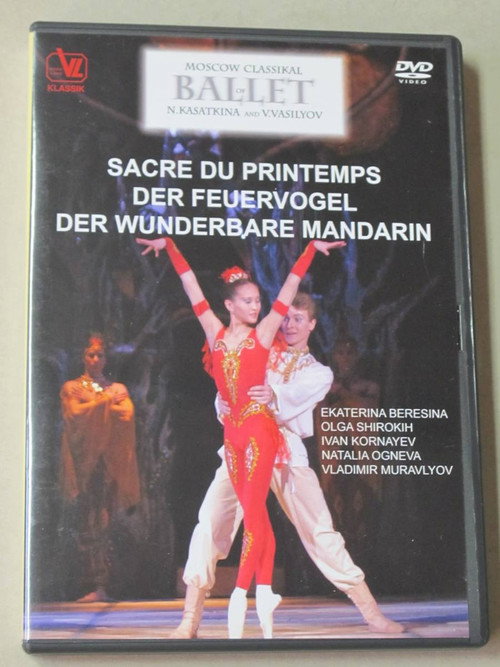 VL
KLASSIK
MOSCOW CLASSIKAL
BALLET
OF
N.KASATKINA AND V.VASILYOV
DVD
VIDEO
SACRE DU PRINTEMPS
DER FEUERVOGEL
DER WUNDERBARE MANDARIN
EKATERINA BERESINA
OLGA SHIROKIH
IVAN KORNAYEV
NATALIA OGNEVA
VLADIMIR MURAVLYOV